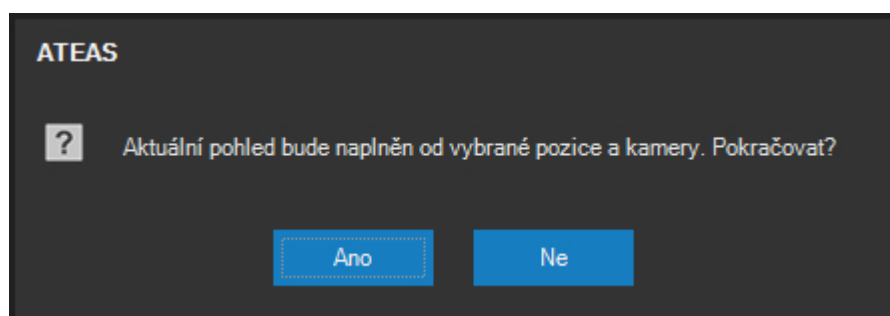 ATEAS
? Aktuální pohled bude naplněn od vybrané pozice a kamery. Pokračovat?
Ano Ne